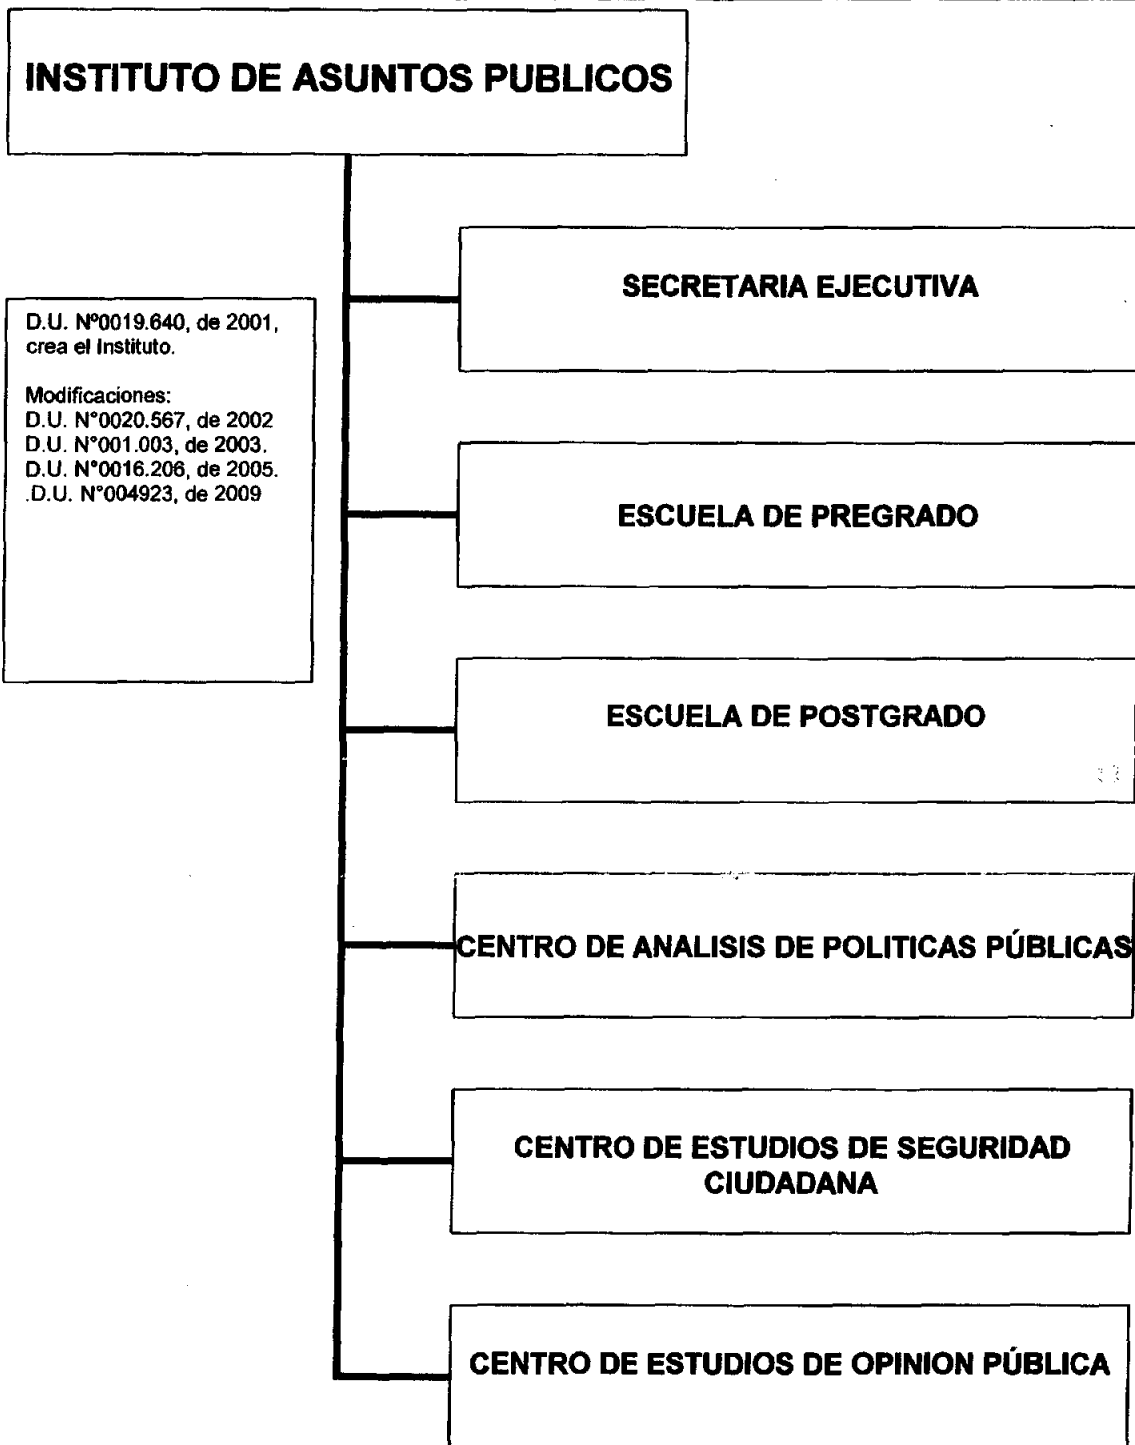 INSTITUTO DE ASUNTOS PUBLICOS
SECRETARIA EJECUTIVA
D.U. Nº0019.640, de 2001,
crea el Instituto.
Modificaciones:
D.U. N°0020.567, de 2002
D.U. N°001.003, de 2003.
D.U. N°0016.206, de 2005.
.D.U. N°004923, de 2009
ESCUELA DE PREGRADO
ESCUELA DE POSTGRADO
CENTRO DE ANALISIS DE POLITICAS PÚBLICAS
CENTRO DE ESTUDIOS DE SEGURIDAD
CIUDADANA
CENTRO DE ESTUDIOS DE OPINION PÚBLICA